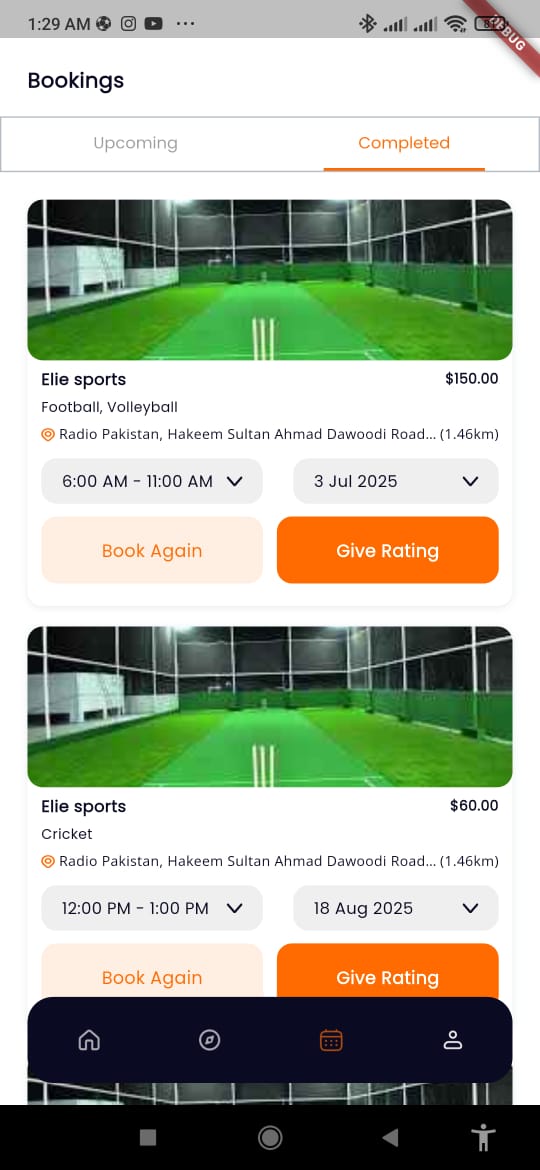 1:29 AM
DEBUG
Bookings
Upcoming Completed
Elie sports $150.00
Football, Volleyball
Radio Pakistan, Hakeem Sultan Ahmad Dawoodi Road... (1.46km)
6:00 AM - 11:00 AM 3 Jul 2025
Book Again Give Rating
Elie sports $60.00
Cricket
Radio Pakistan, Hakeem Sultan Ahmad Dawoodi Road... (1.46km)
12:00 PM - 1:00 PM 18 Aug 2025
Book Again Give Rating